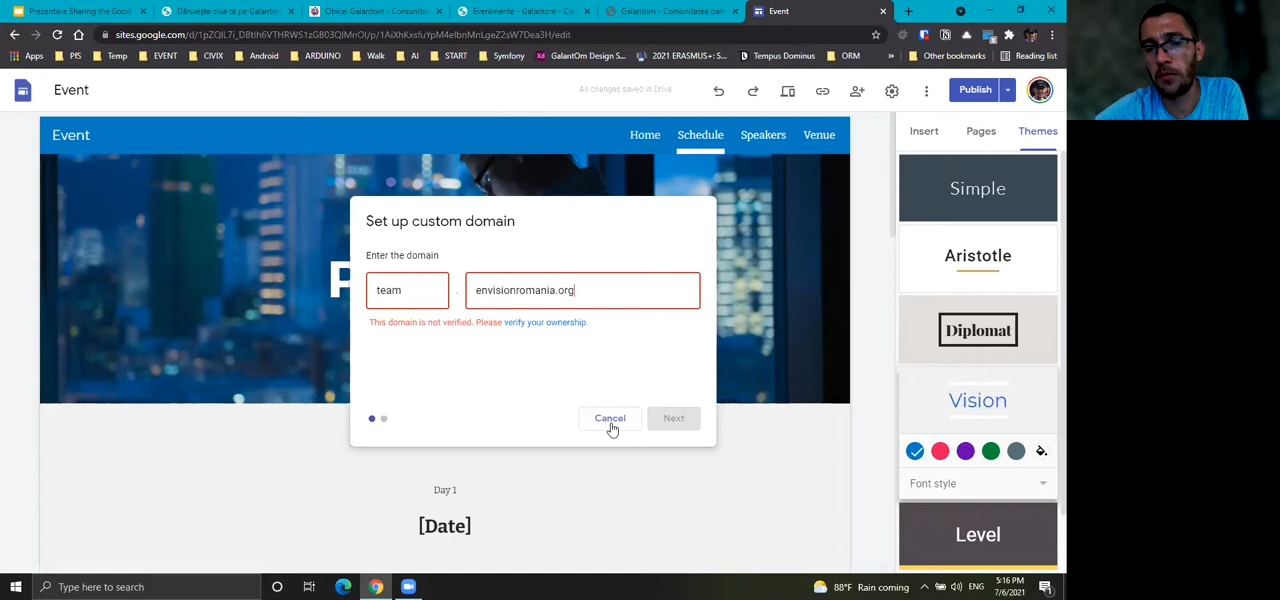 Prezentare Sharing the Good
Dăruiește ziua ta pe Galanton
Obicei Galantom - Comunitat
Evenimente - Galantom - Co
Galantom - Comunitatea oam
Event
sites.google.com
/edit
Apps
PIS
Temp
EVENT
CIVIX
Android
ARDUINO
Walk
AI
START
Symfony
GalantOm Design S...
2021 ERASMUS+: S...
Tempus Dominus
ORM
»
Other bookmarks
Reading list
Event
All changes saved in Drive
Publish
Event
Home
Schedule
Speakers
Venue
Insert
Pages
Themes
Simple
Aristotle
Diplomat
Vision
Font style
Level
Set up custom domain
Enter the domain
team
.
envisionromania.org
This domain is not verified. Please verify your ownership.
Cancel
Next
Day 1
[Date]
Type here to search
88°F Rain coming
ENG
5:16 PM
7/6/2021